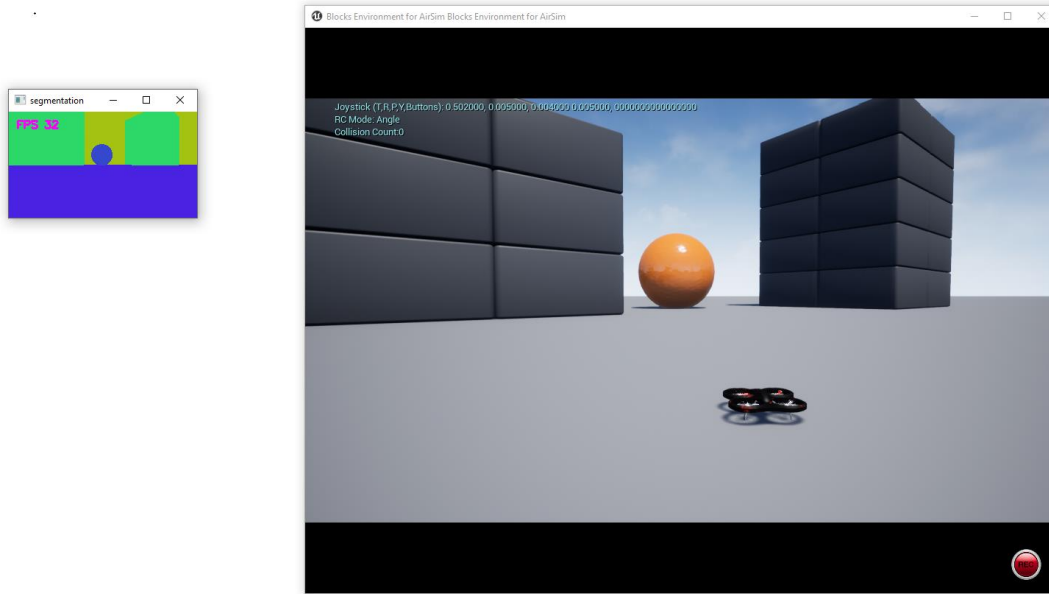 Blocks Environment for AirSim Blocks Environment for AirSim
segmentation
FPS 32
Joystick (T,R,P,Y,Buttons): 0.502000, 0.005000, 0.004000 0.005000, 0000000000000000
RC Mode: Angle
Collision Count:0
REC